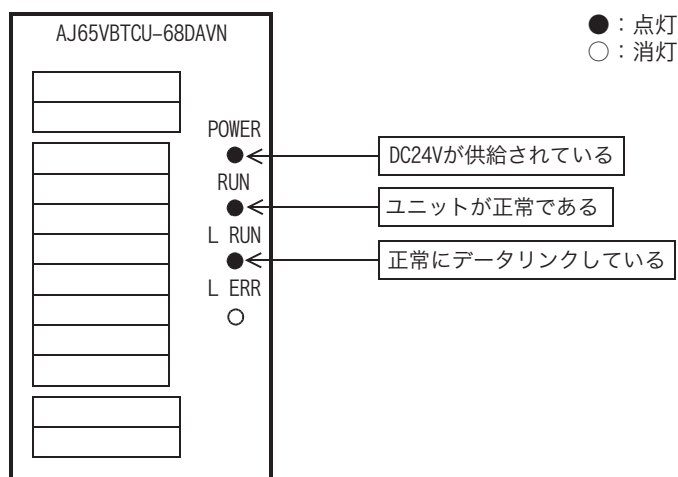 AJ65VBTCU-68DAVN
●：点灯
○：消灯
POWER
DC24Vが供給されている
RUN
ユニットが正常である
L RUN
正常にデータリンクしている
L ERR